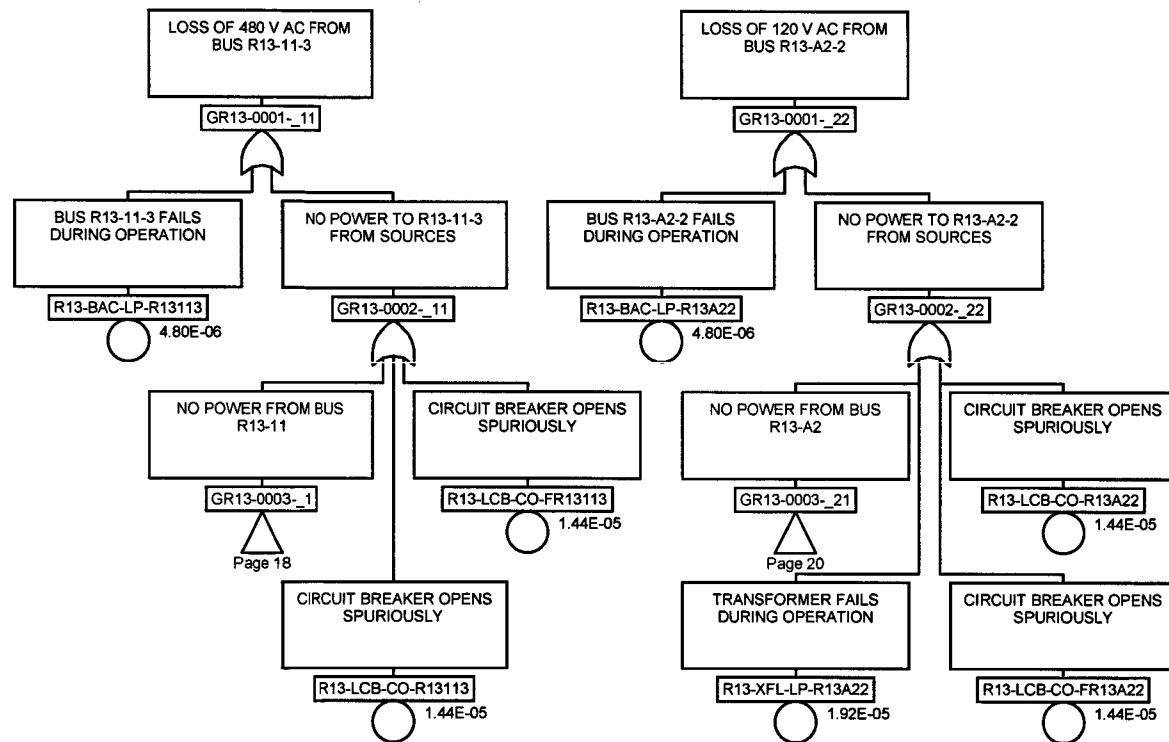 LOSS OF 480 V AC FROM
BUS R13-11-3
GR13-0001-_11
BUS R13-11-3 FAILS
DURING OPERATION
R13-BAC-LP-R13113
4.80E-06
NO POWER TO R13-11-3
FROM SOURCES
GR13-0002-_11
NO POWER FROM BUS
R13-11
GR13-0003-_1
Page 18
CIRCUIT BREAKER OPENS
SPURIOUSLY
R13-LCB-CO-FR13113
1.44E-05
CIRCUIT BREAKER OPENS
SPURIOUSLY
R13-LCB-CO-R13113
1.44E-05
LOSS OF 120 V AC FROM
BUS R13-A2-2
GR13-0001-_22
BUS R13-A2-2 FAILS
DURING OPERATION
R13-BAC-LP-R13A22
4.80E-06
NO POWER TO R13-A2-2
FROM SOURCES
GR13-0002-_22
NO POWER FROM BUS
R13-A2
GR13-0003-_21
Page 20
CIRCUIT BREAKER OPENS
SPURIOUSLY
R13-LCB-CO-R13A22
1.44E-05
TRANSFORMER FAILS
DURING OPERATION
R13-XFL-LP-R13A22
1.92E-05
CIRCUIT BREAKER OPENS
SPURIOUSLY
R13-LCB-CO-FR13A22
1.44E-05